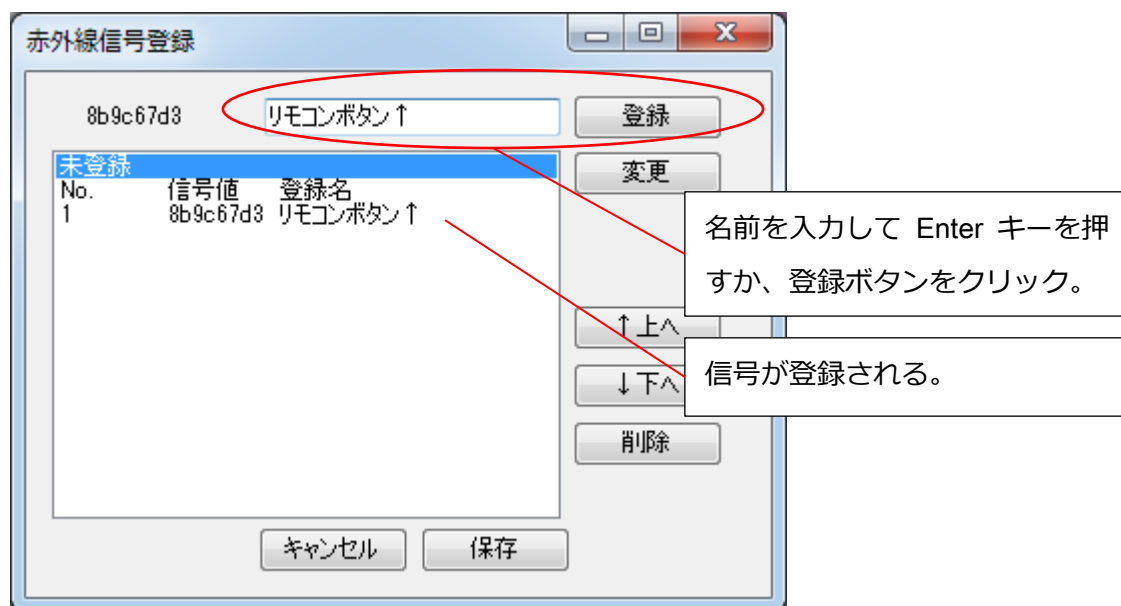 赤外線信号登録
8b9c67d3 リモコンボタン↑ 登録
未登録
変更
No. 信号値 登録名
1 8b9c67d3 リモコンボタン↑
名前を入力して Enter キーを押
すか、登録ボタンをクリック。
↑上へ
信号が登録される。
↓下へ
削除
キャンセル 保存